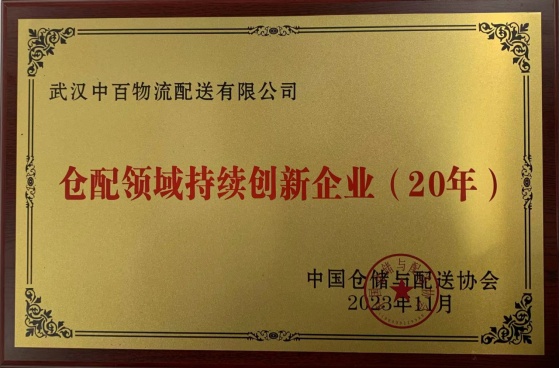 武汉中百物流配送有限公司
仓配领域持续创新企业（20年）
中国仓储与配送协会
2023年11月